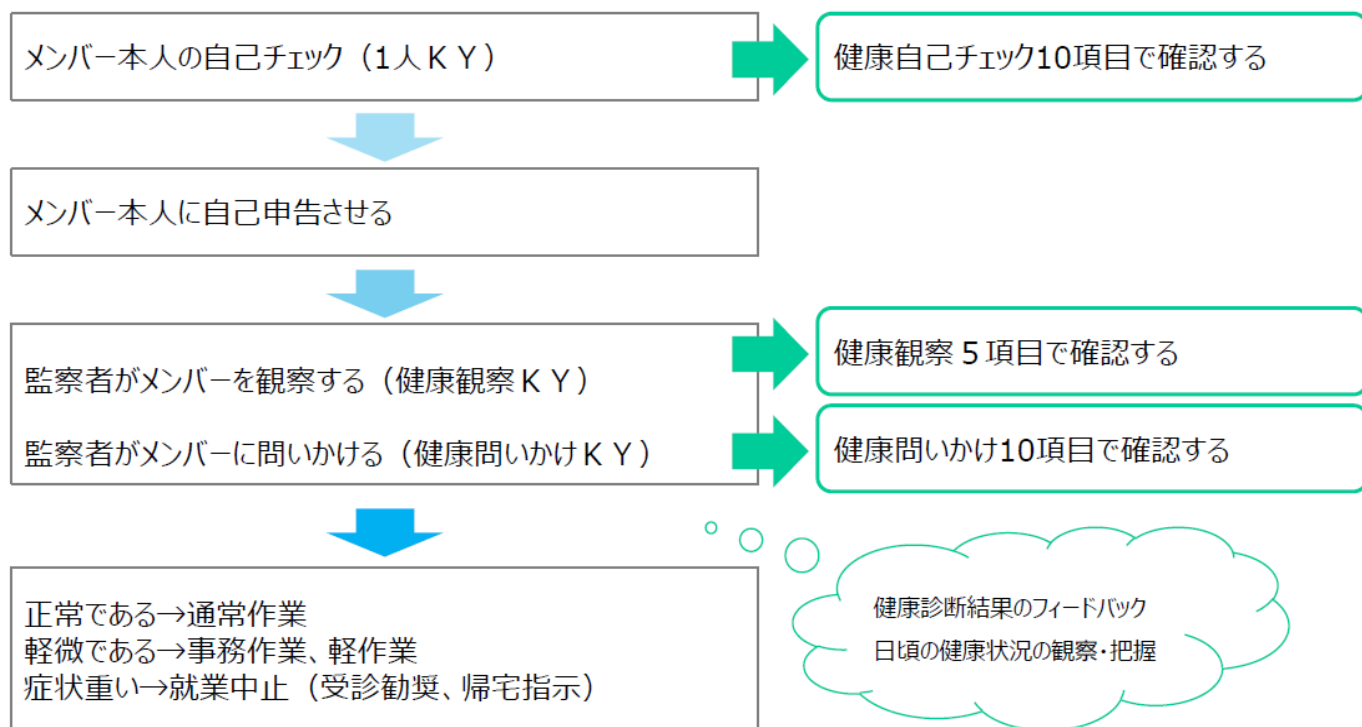 メンバー本人の自己チェック（1人ＫＹ）
健康自己チェック10項目で確認する
メンバー本人に自己申告させる
監察者がメンバーを観察する（健康観察ＫＹ）
健康観察５項目で確認する
監察者がメンバーに問いかける（健康問いかけＫＹ）
健康問いかけ10項目で確認する
正常である→通常作業
軽微である→事務作業、軽作業
症状重い→就業中止（受診勧奨、帰宅指示）
健康診断結果のフィードバック
日頃の健康状況の観察・把握